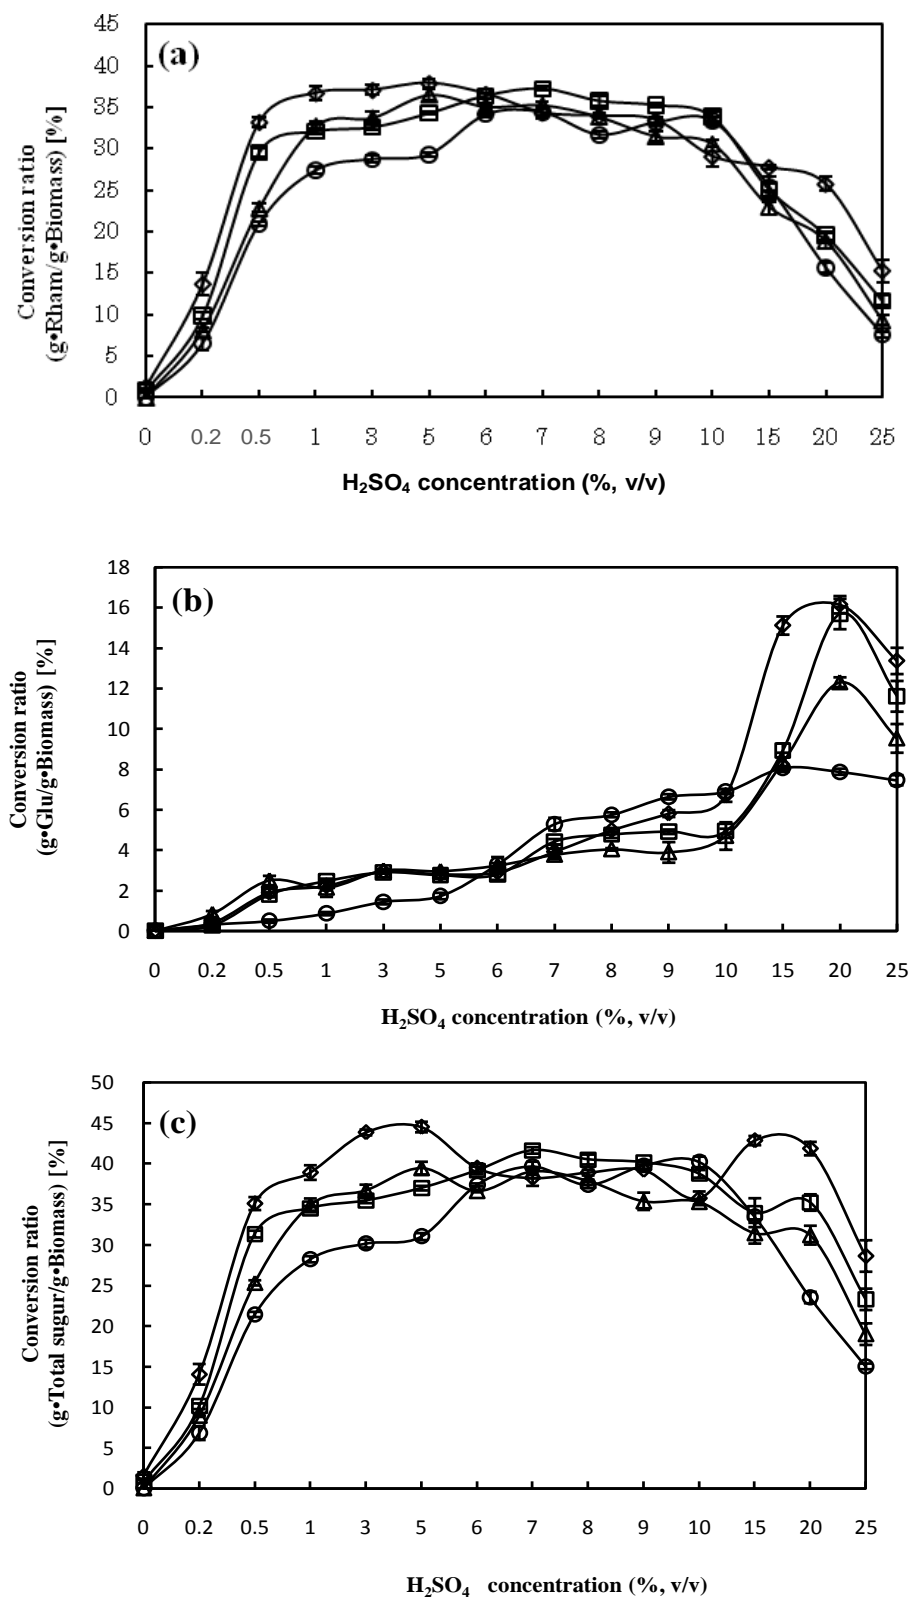 (a)
45
40
35
30
25
20
15
10
5
0
Conversion ratio
(g•Rham/g•Biomass) [%]
0 0.2 0.5 1 3 5 6 7 8 9 10 15 20 25
H₂SO₄ concentration (%, v/v)
(b)
18
16
14
12
10
8
6
4
2
0
Conversion ratio
(g•Glu/g•Biomass) [%]
0 0.2 0.5 1 3 5 6 7 8 9 10 15 20 25
H₂SO₄ concentration (%, v/v)
(c)
50
45
40
35
30
25
20
15
10
5
0
Conversion ratio
(g•Total sugur/g•Biomass) [%]
0 0.2 0.5 1 3 5 6 7 8 9 10 15 20 25
H₂SO₄ concentration (%, v/v)